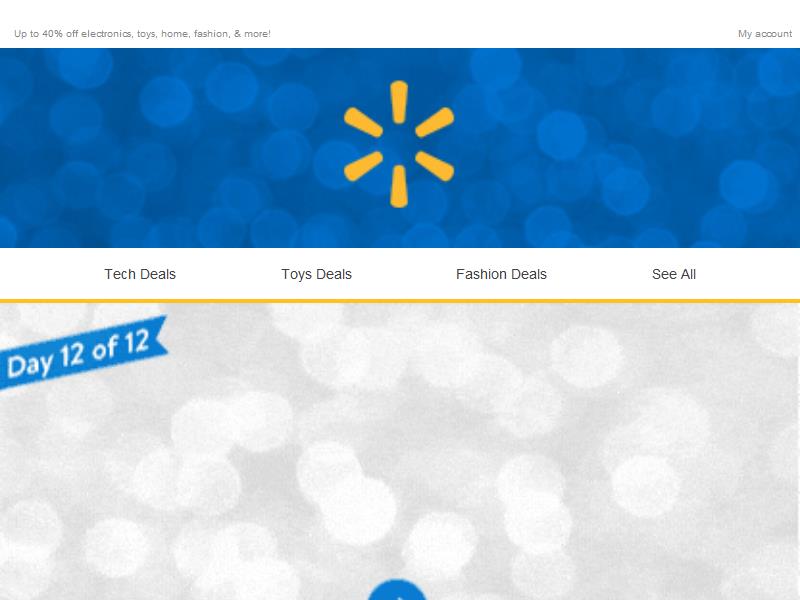 Up to 40% off electronics, toys, home, fashion, & more!
My account
Tech Deals
Toys Deals
Fashion Deals
See All
Day 12 of 12